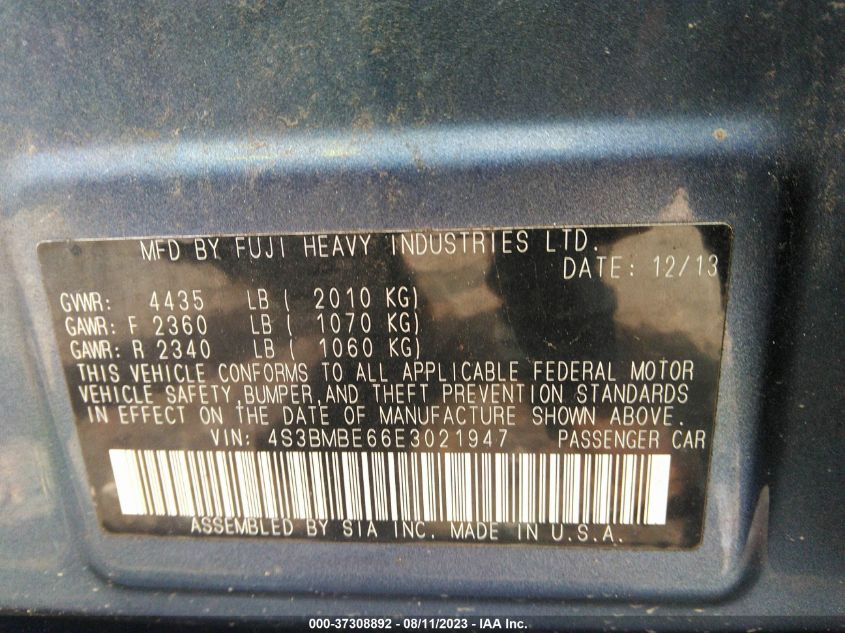 MFD BY FUJI HEAVY INDUSTRIES LTD.
DATE: 12/13
GVWR: 4435 LB ( 2010 KG)
GAWR: F 2360 LB ( 1070 KG)
GAWR: R 2340 LB ( 1060 KG)
THIS VEHICLE CONFORMS TO ALL APPLICABLE FEDERAL MOTOR
VEHICLE SAFETY,BUMPER,AND THEFT PREVENTION STANDARDS
IN EFFECT ON THE DATE OF MANUFACTURE SHOWN ABOVE.
VIN: 4S3BMBE66E3021947 PASSENGER CAR
ASSEMBLED BY SIA INC. MADE IN U.S.A.
000-37308892 - 08/11/2023 - IAA Inc.